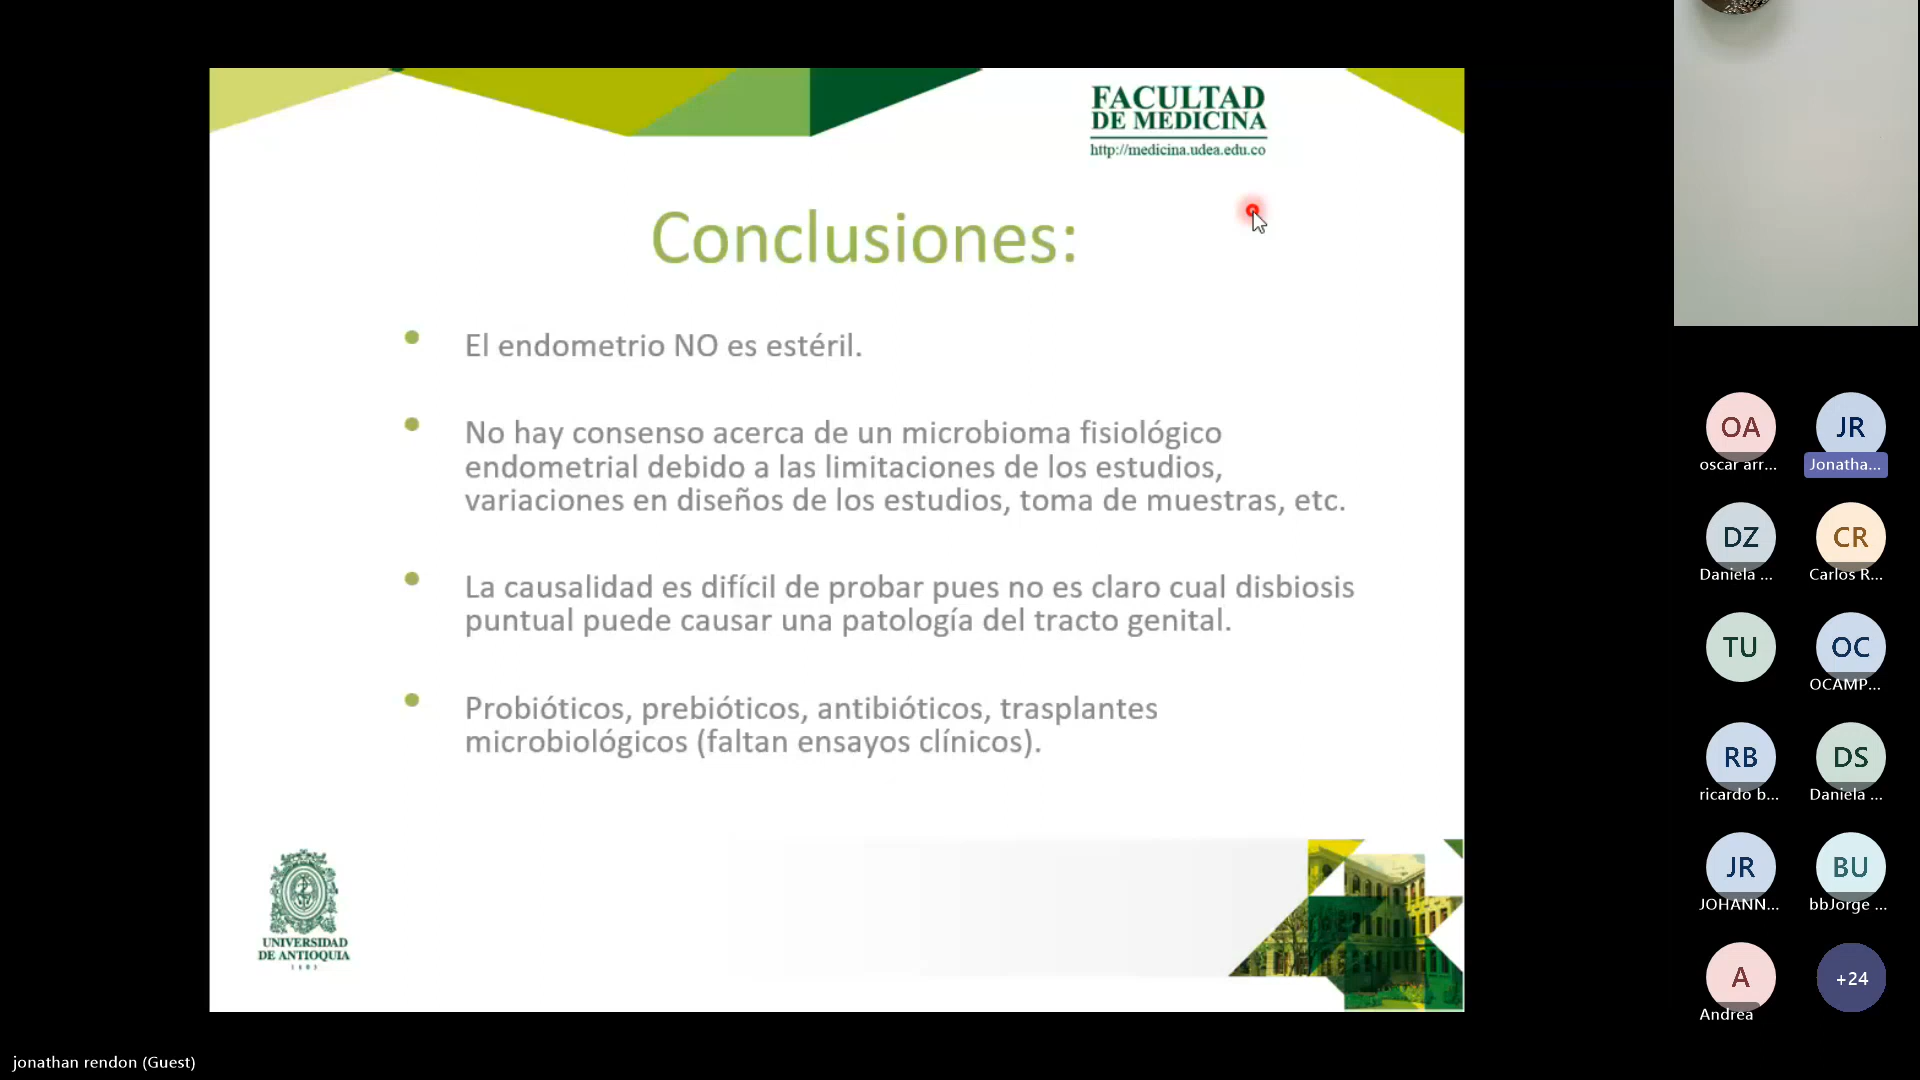 FACULTAD
DE MEDICINA
http://medicina.udea.edu.co
Conclusiones:
El endometrio NO es estéril.
No hay consenso acerca de un microbioma fisiológico
endometrial debido a las limitaciones de los estudios,
variaciones en diseños de los estudios, toma de muestras, etc.
La causalidad es difícil de probar pues no es claro cual disbiosis
puntual puede causar una patología del tracto genital.
Probióticos, prebióticos, antibióticos, trasplantes
microbiológicos (faltan ensayos clínicos).
UNIVERSIDAD
DE ANTIOQUIA
1803
OA JR
oscar arr... Jonatha...
DZ CR
Daniela ... Carlos R...
TU OC
OCAMP...
RB DS
ricardo b... Daniela ...
JR BU
JOHANN... bbJorge ...
A +24
Andrea
jonathan rendon (Guest)